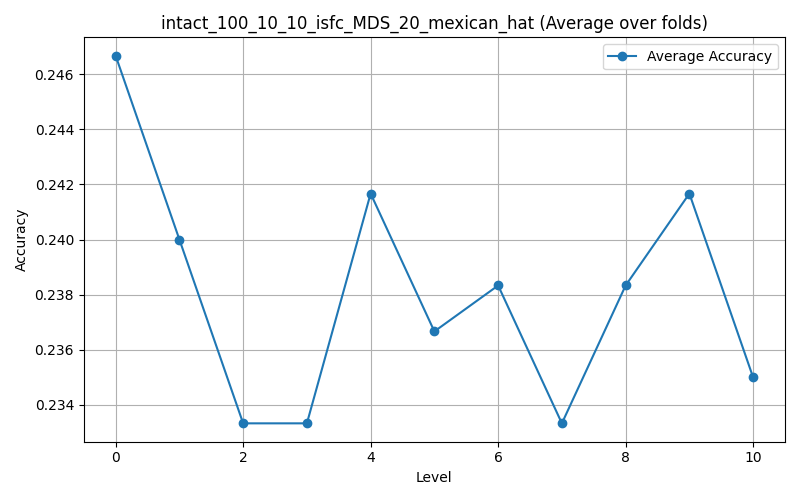 intact_100_10_10_isfc_MDS_20_mexican_hat (Average over folds)
Average Accuracy
0.246
0.244
0.242
0.240
0.238
0.236
0.234
Accuracy
0 2 4 6 8 10
Level